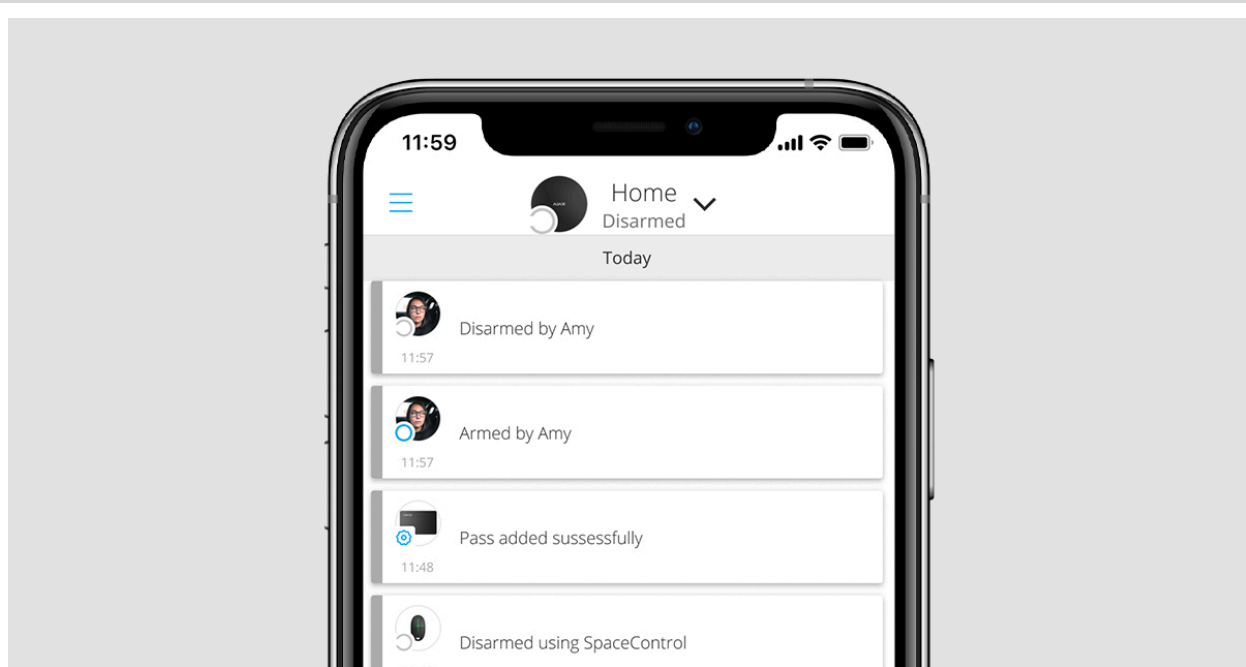 11:59
Home
Disarmed
Today
Disarmed by Amy
11:57
Armed by Amy
11:57
Pass added sussessfully
11:48
Disarmed using SpaceControl